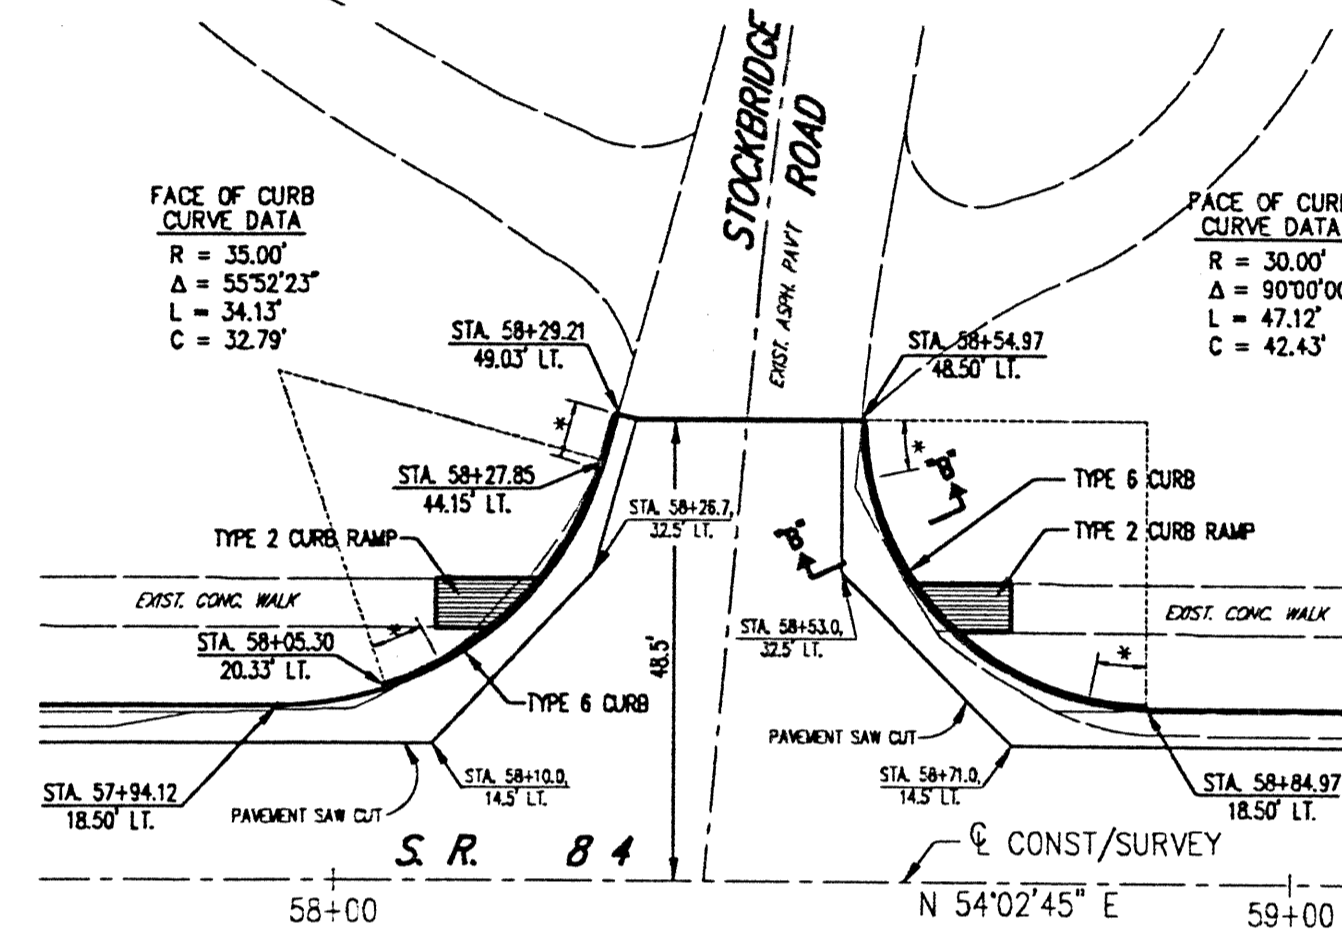 STOCKBRIDGE
ROAD
EXIST. ASPH. PAV'T
FACE OF CURB
CURVE DATA
R = 35.00'
Δ = 55°52'23"
L = 34.13'
C = 32.79'
FACE OF CURB
CURVE DATA
R = 30.00'
Δ = 90°00'00
L = 47.12'
C = 42.43'
STA. 58+29.21
49.03' LT.
STA. 58+54.97
48.50' LT.
*
*
"B"
STA. 58+27.85
44.15' LT.
TYPE 6 CURB
STA. 58+26.7,
32.5' LT.
"B"
TYPE 2 CURB RAMP
TYPE 2 CURB RAMP
EXIST. CONC. WALK
EXIST. CONC. WALK
*
STA. 58+05.30
20.33' LT.
STA. 58+53.0,
32.5' LT.
48.5'
*
TYPE 6 CURB
PAVEMENT SAW CUT
STA. 57+94.12
18.50' LT.
STA. 58+10.0,
14.5' LT.
STA. 58+71.0,
14.5' LT.
STA. 58+84.97
18.50' LT.
PAVEMENT SAW CUT
S. R. 84
℄ CONST/SURVEY
N 54°02'45" E
58+00
59+00